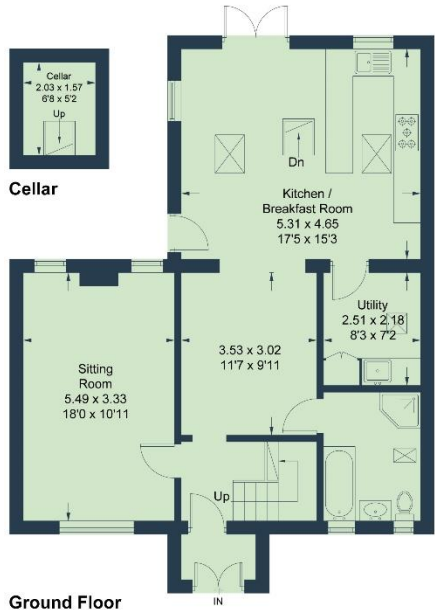 Cellar
2.03 x 1.57
6'8 x 5'2
Up
Cellar
Dn
Kitchen /
Breakfast Room
5.31 x 4.65
17'5 x 15'3
Utility
2.51 x 2.18
8'3 x 7'2
3.53 x 3.02
11'7 x 9'11
Sitting
Room
5.49 x 3.33
18'0 x 10'11
Up
IN
Ground Floor